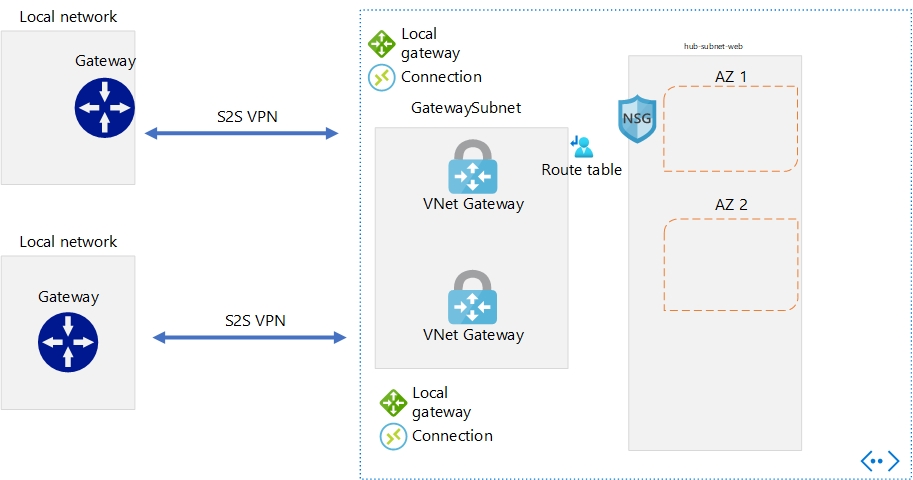 Local network
Gateway
S2S VPN
Local
gateway
Connection
GatewaySubnet
VNet Gateway
VNet Gateway
Route table
hub-subnet-web
NSG
AZ 1
AZ 2
Local network
Gateway
S2S VPN
Local
gateway
Connection